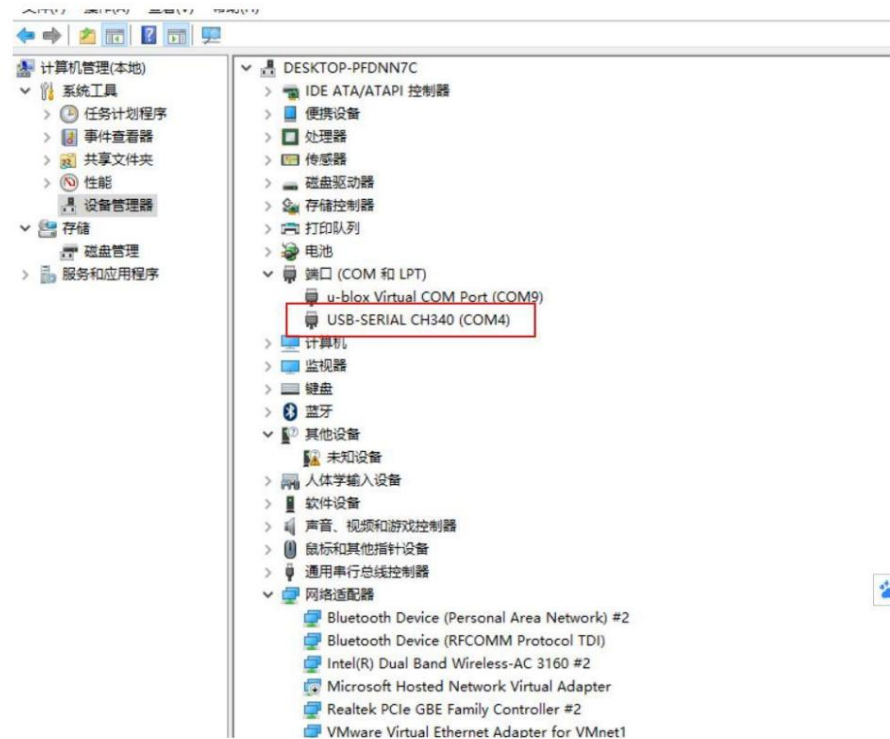 计算机管理(本地)
系统工具
任务计划程序
事件查看器
共享文件夹
性能
设备管理器
存储
磁盘管理
服务和应用程序
DESKTOP-PFDNN7C
IDE ATA/ATAPI 控制器
便携设备
处理器
传感器
磁盘驱动器
存储控制器
打印队列
电池
端口 (COM 和 LPT)
u-blox Virtual COM Port (COM9)
USB-SERIAL CH340 (COM4)
计算机
监视器
键盘
蓝牙
其他设备
未知设备
人体学输入设备
软件设备
声音、视频和游戏控制器
鼠标和其他指针设备
通用串行总线控制器
网络适配器
Bluetooth Device (Personal Area Network) #2
Bluetooth Device (RFCOMM Protocol TDI)
Intel(R) Dual Band Wireless-AC 3160 #2
Microsoft Hosted Network Virtual Adapter
Realtek PCIe GBE Family Controller #2
VMware Virtual Ethernet Adapter for VMnet1